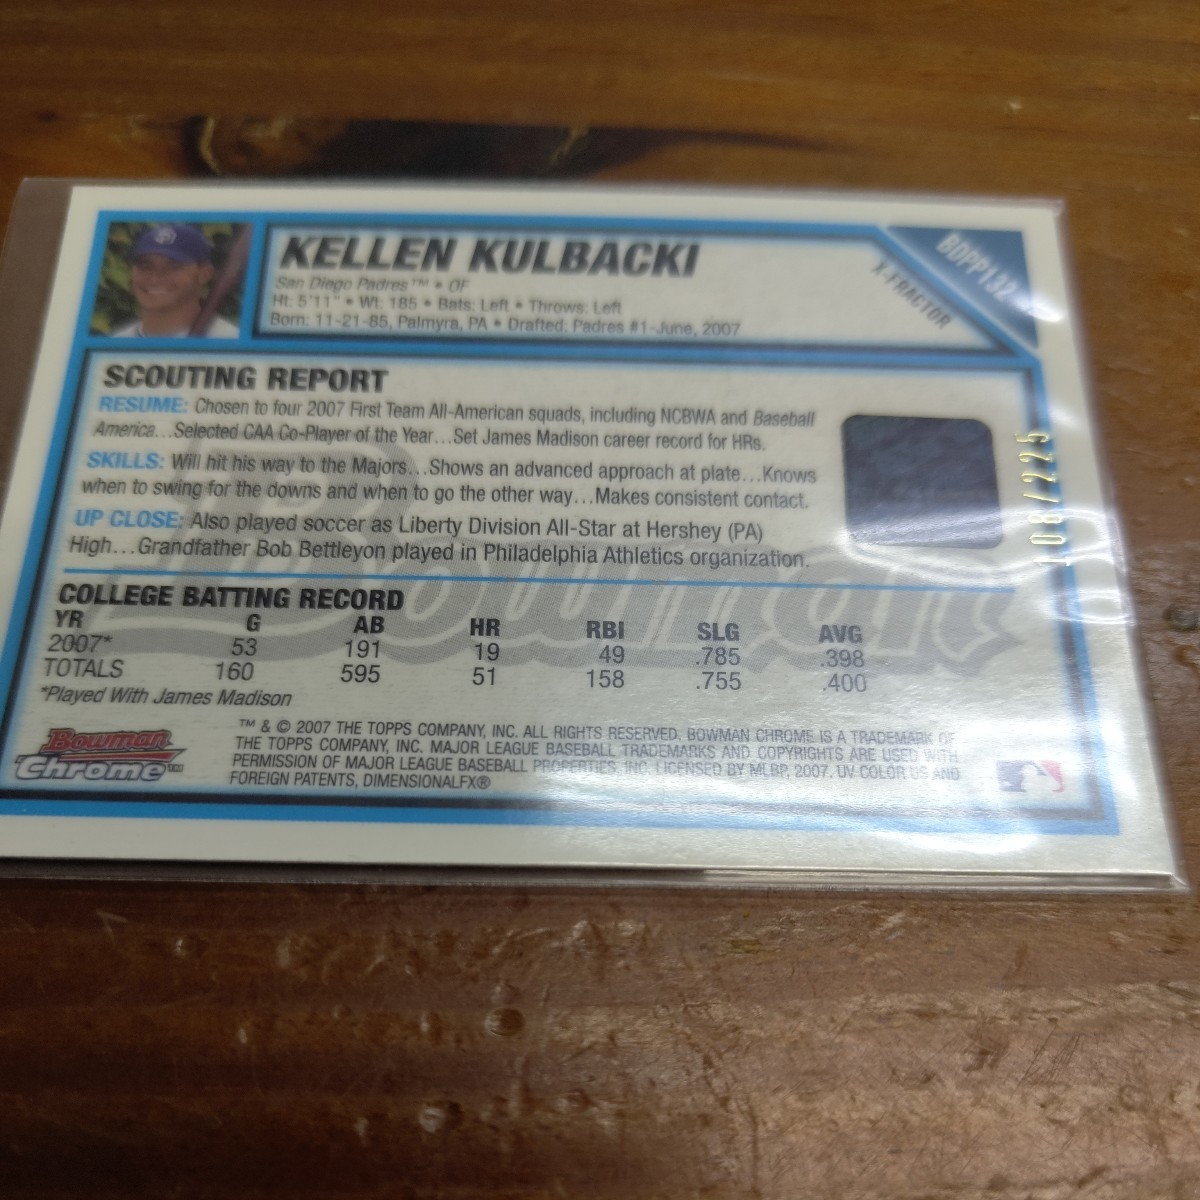 KELLEN KULBACKI
San Diego Padres™ • OF
Ht: 5'11" • Wt: 185 • Bats: Left • Throws: Left
Born: 11-21-85, Palmyra, PA • Drafted: Padres #1-June, 2007
BDPP132
X-FRACTOR
SCOUTING REPORT
RESUME: Chosen to four 2007 First Team All-American squads, including NCBWA and Baseball
America...Selected CAA Co-Player of the Year...Set James Madison career record for HRs.
SKILLS: Will hit his way to the Majors...Shows an advanced approach at plate...Knows
when to swing for the downs and when to go the other way...Makes consistent contact.
UP CLOSE: Also played soccer as Liberty Division All-Star at Hershey (PA)
High...Grandfather Bob Bettleyon played in Philadelphia Athletics organization.
108/225
Bowman
COLLEGE BATTING RECORD
YR G AB HR RBI SLG AVG
2007* 53 191 19 49 .785 .398
TOTALS 160 595 51 158 .755 .400
*Played With James Madison
Bowman
Chrome™
™ & © 2007 THE TOPPS COMPANY, INC. ALL RIGHTS RESERVED. BOWMAN CHROME IS A TRADEMARK OF
THE TOPPS COMPANY, INC. MAJOR LEAGUE BASEBALL TRADEMARKS AND COPYRIGHTS ARE USED WITH
PERMISSION OF MAJOR LEAGUE BASEBALL PROPERTIES, INC. LICENSED BY MLBP, 2007. UV COLOR US AND
FOREIGN PATENTS, DIMENSIONALFX®